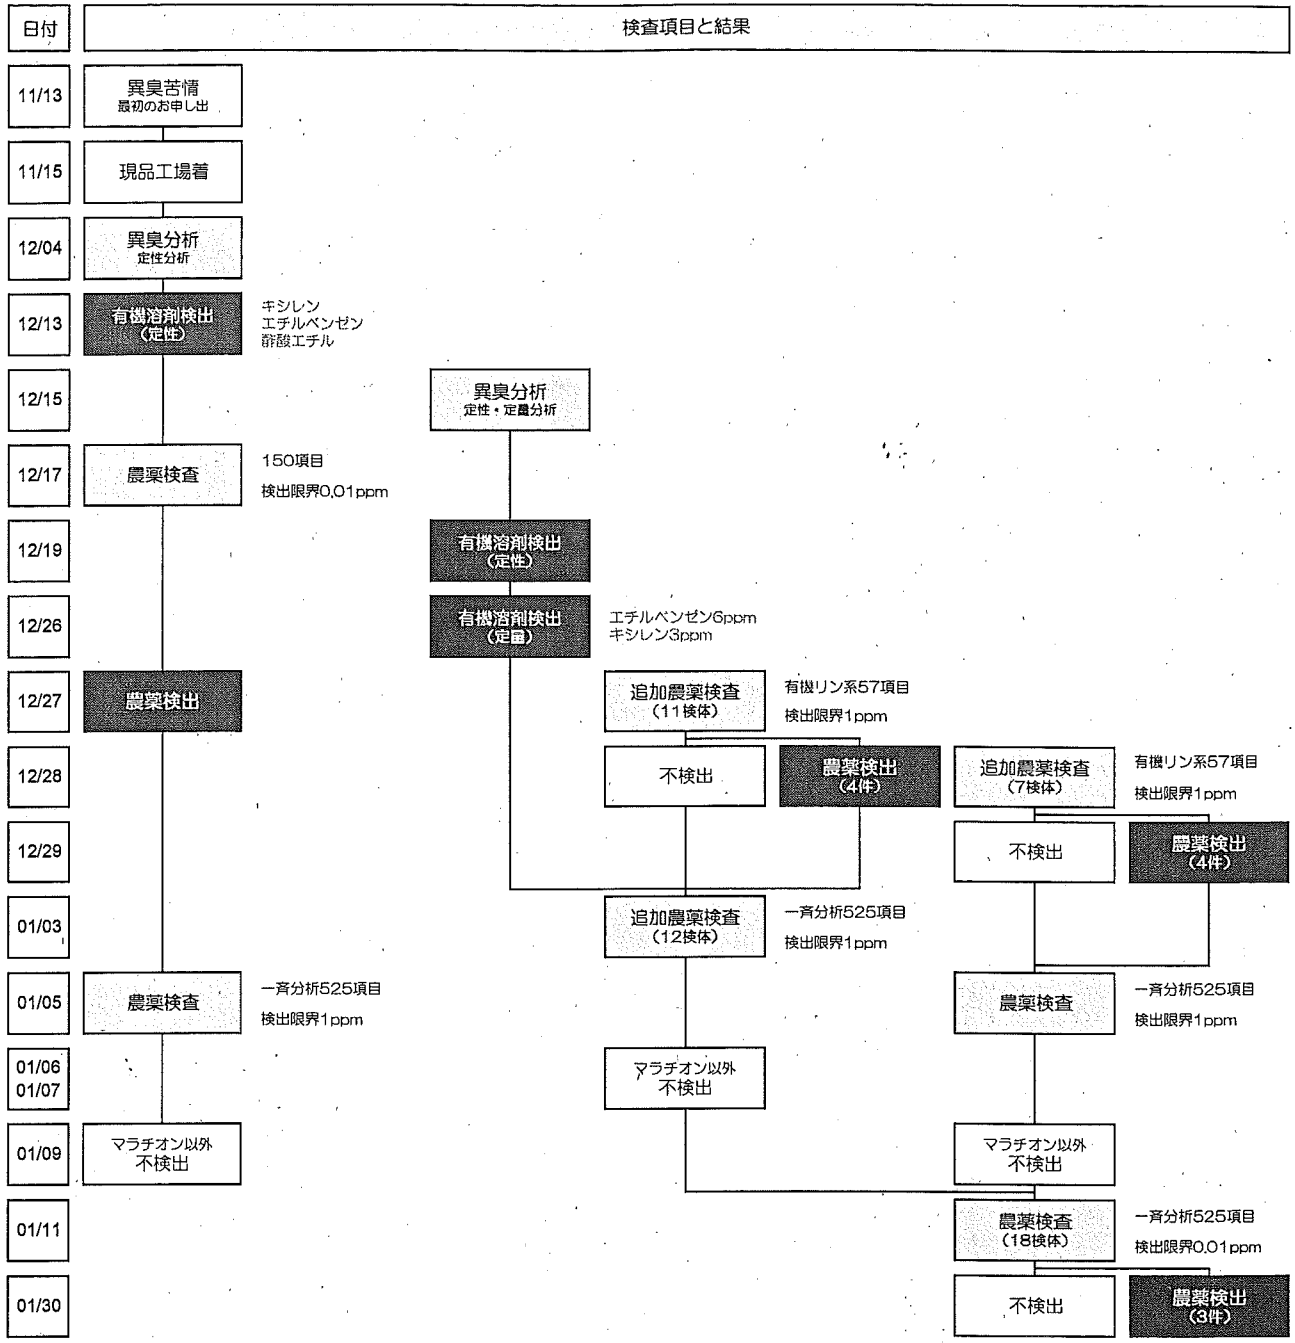 日付
検査項目と結果
11/13
異臭苦情
最初のお申し出
11/15
現品工場着
12/04
異臭分析
定性分析
12/13
有機溶剤検出
(定性)
キシレン
エチルベンゼン
酢酸エチル
12/15
異臭分析
定性・定量分析
12/17
農薬検査
150項目
検出限界0.01ppm
12/19
有機溶剤検出
(定性)
12/26
有機溶剤検出
(定量)
エチルベンゼン6ppm
キシレン3ppm
12/27
農薬検出
追加農薬検査
(11検体)
有機リン系57項目
検出限界1ppm
12/28
不検出
農薬検出
(4件)
追加農薬検査
(7検体)
有機リン系57項目
検出限界1ppm
12/29
不検出
農薬検出
(4件)
01/03
追加農薬検査
(12検体)
一斉分析525項目
検出限界1ppm
01/05
農薬検査
一斉分析525項目
検出限界1ppm
農薬検査
一斉分析525項目
検出限界1ppm
01/06
01/07
マラチオン以外
不検出
01/09
マラチオン以外
不検出
マラチオン以外
不検出
01/11
農薬検査
(18検体)
一斉分析525項目
検出限界0.01ppm
01/30
不検出
農薬検出
(3件)